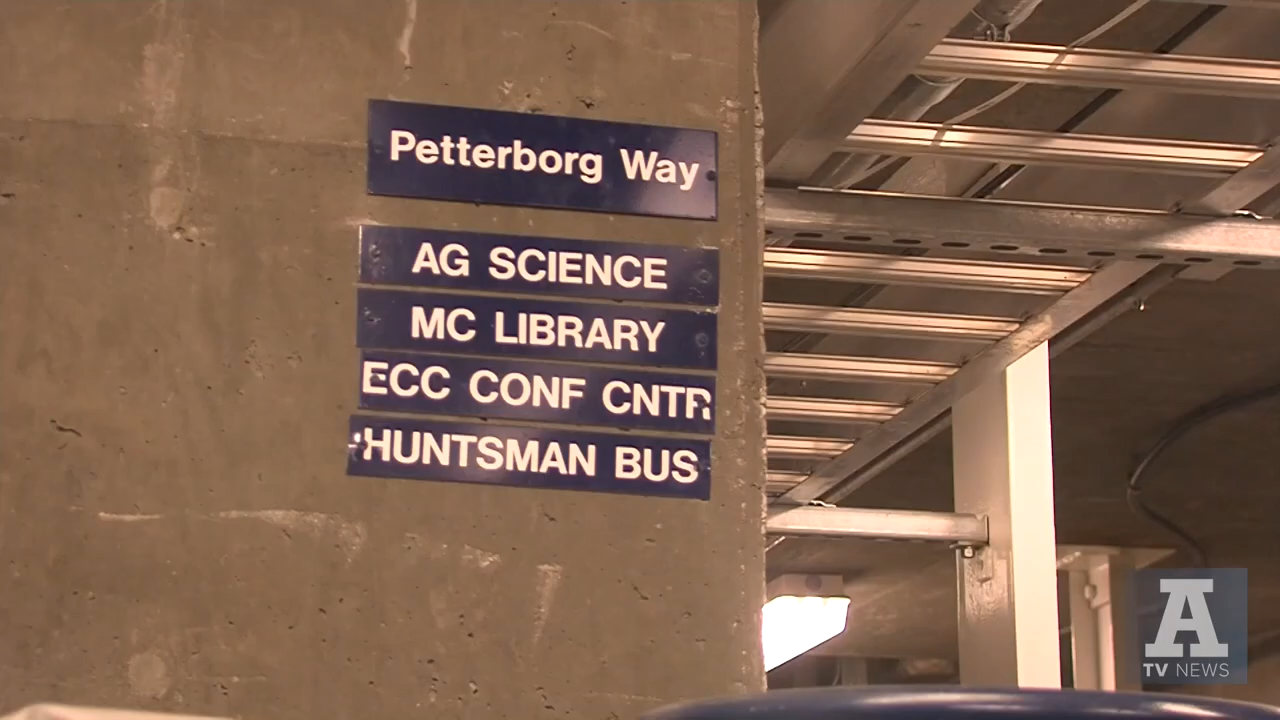 Petterborg Way
AG SCIENCE
MC LIBRARY
ECC CONF CNTR
HUNTSMAN BUS
A
TV NEWS